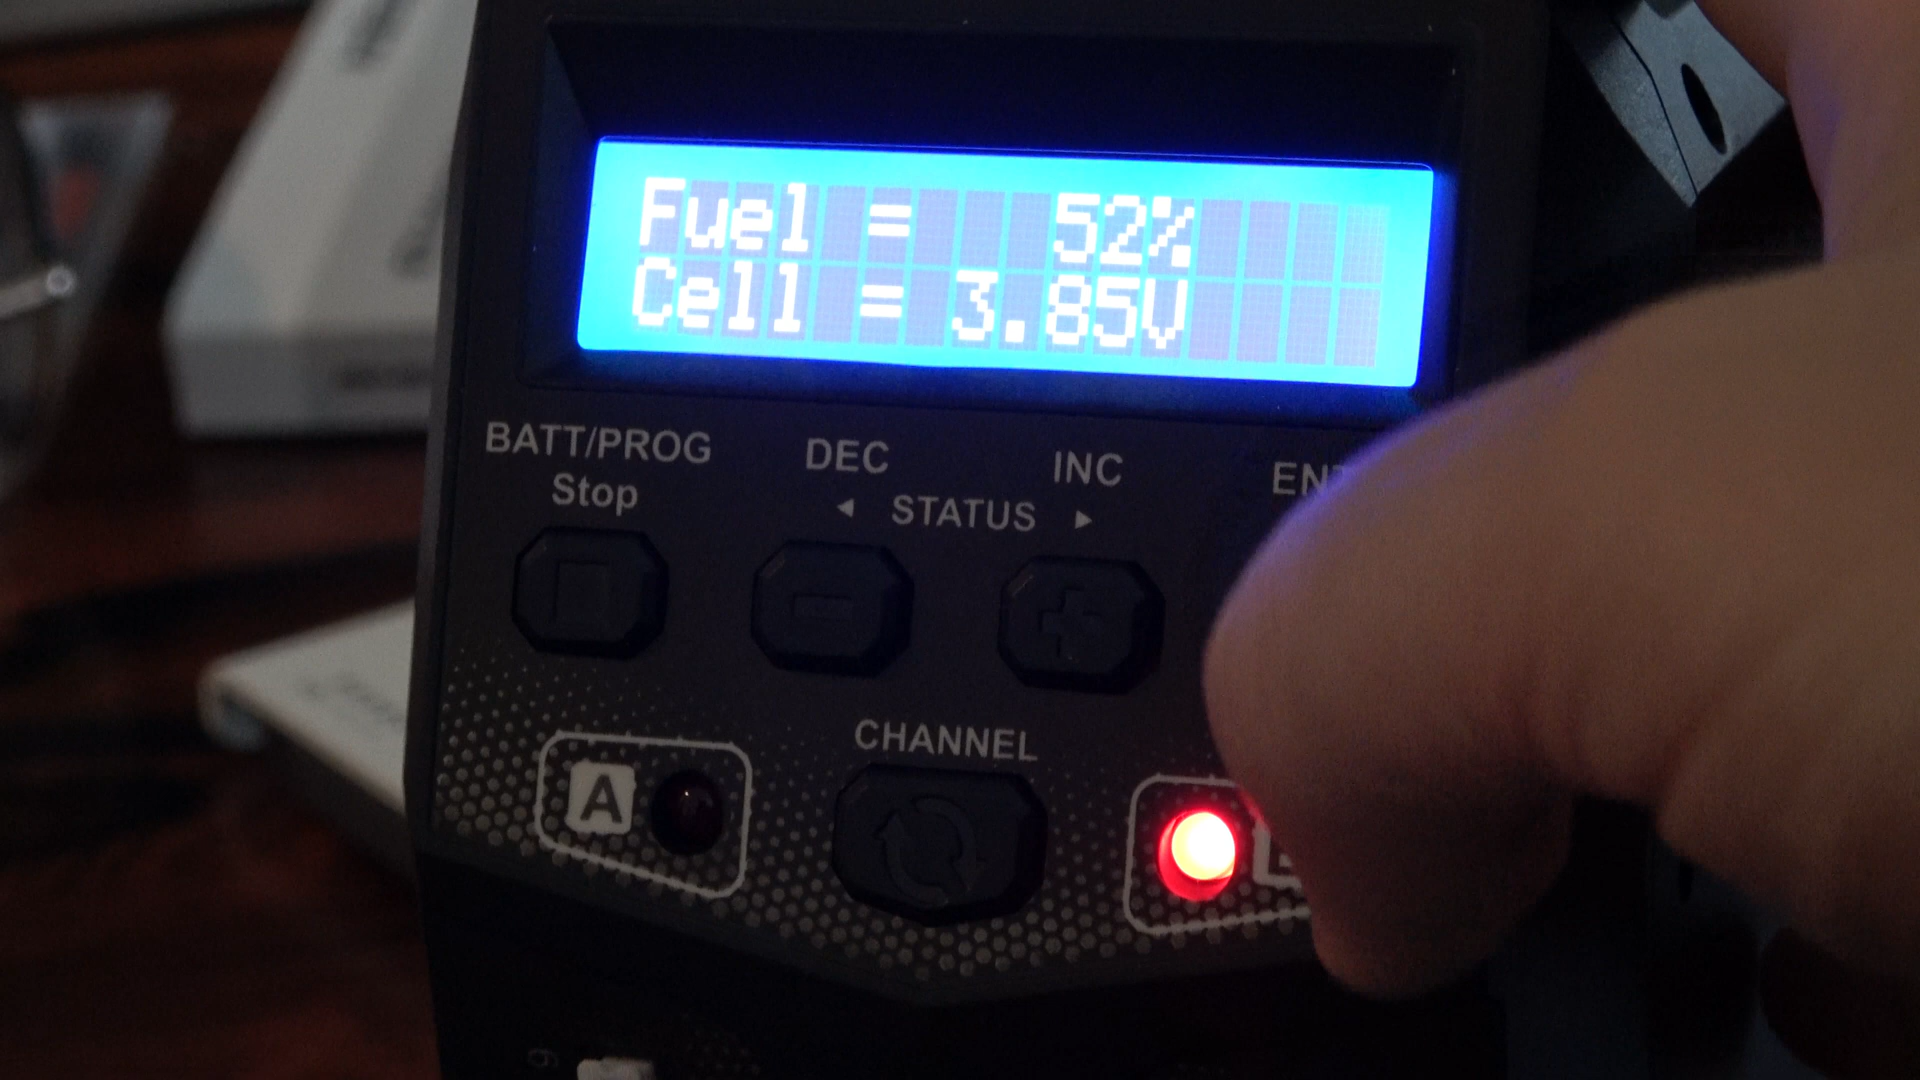 Fuel = 52%
Cell = 3.85V
BATT/PROG
Stop
DEC
INC
◄ STATUS ►
CHANNEL
A